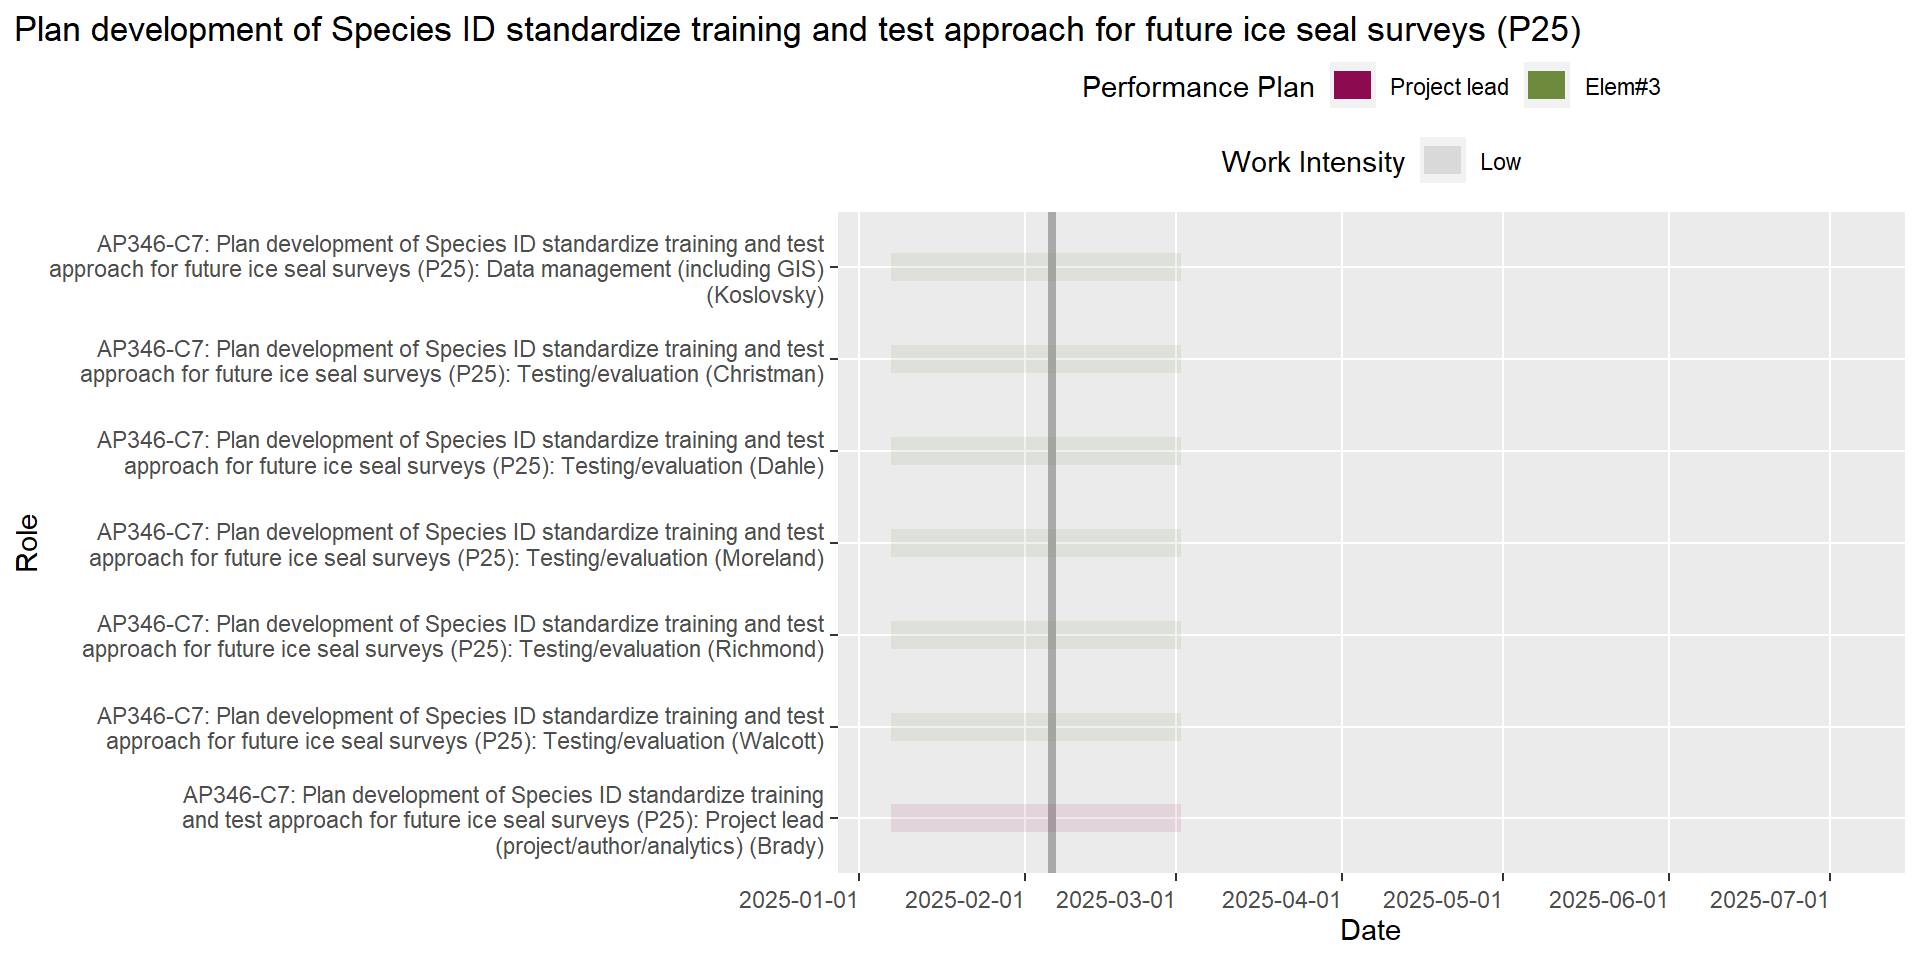 Plan development of Species ID standardize training and test approach for future ice seal surveys (P25)
Performance Plan Project lead Elem#3
Work Intensity Low
AP346-C7: Plan development of Species ID standardize training and test
approach for future ice seal surveys (P25): Data management (including GIS)
(Koslovsky)
AP346-C7: Plan development of Species ID standardize training and test
approach for future ice seal surveys (P25): Testing/evaluation (Christman)
AP346-C7: Plan development of Species ID standardize training and test
approach for future ice seal surveys (P25): Testing/evaluation (Dahle)
AP346-C7: Plan development of Species ID standardize training and test
approach for future ice seal surveys (P25): Testing/evaluation (Moreland)
AP346-C7: Plan development of Species ID standardize training and test
approach for future ice seal surveys (P25): Testing/evaluation (Richmond)
AP346-C7: Plan development of Species ID standardize training and test
approach for future ice seal surveys (P25): Testing/evaluation (Walcott)
AP346-C7: Plan development of Species ID standardize training
and test approach for future ice seal surveys (P25): Project lead
(project/author/analytics) (Brady)
Role
2025-01-01 2025-02-01 2025-03-01 2025-04-01 2025-05-01 2025-06-01 2025-07-01
Date